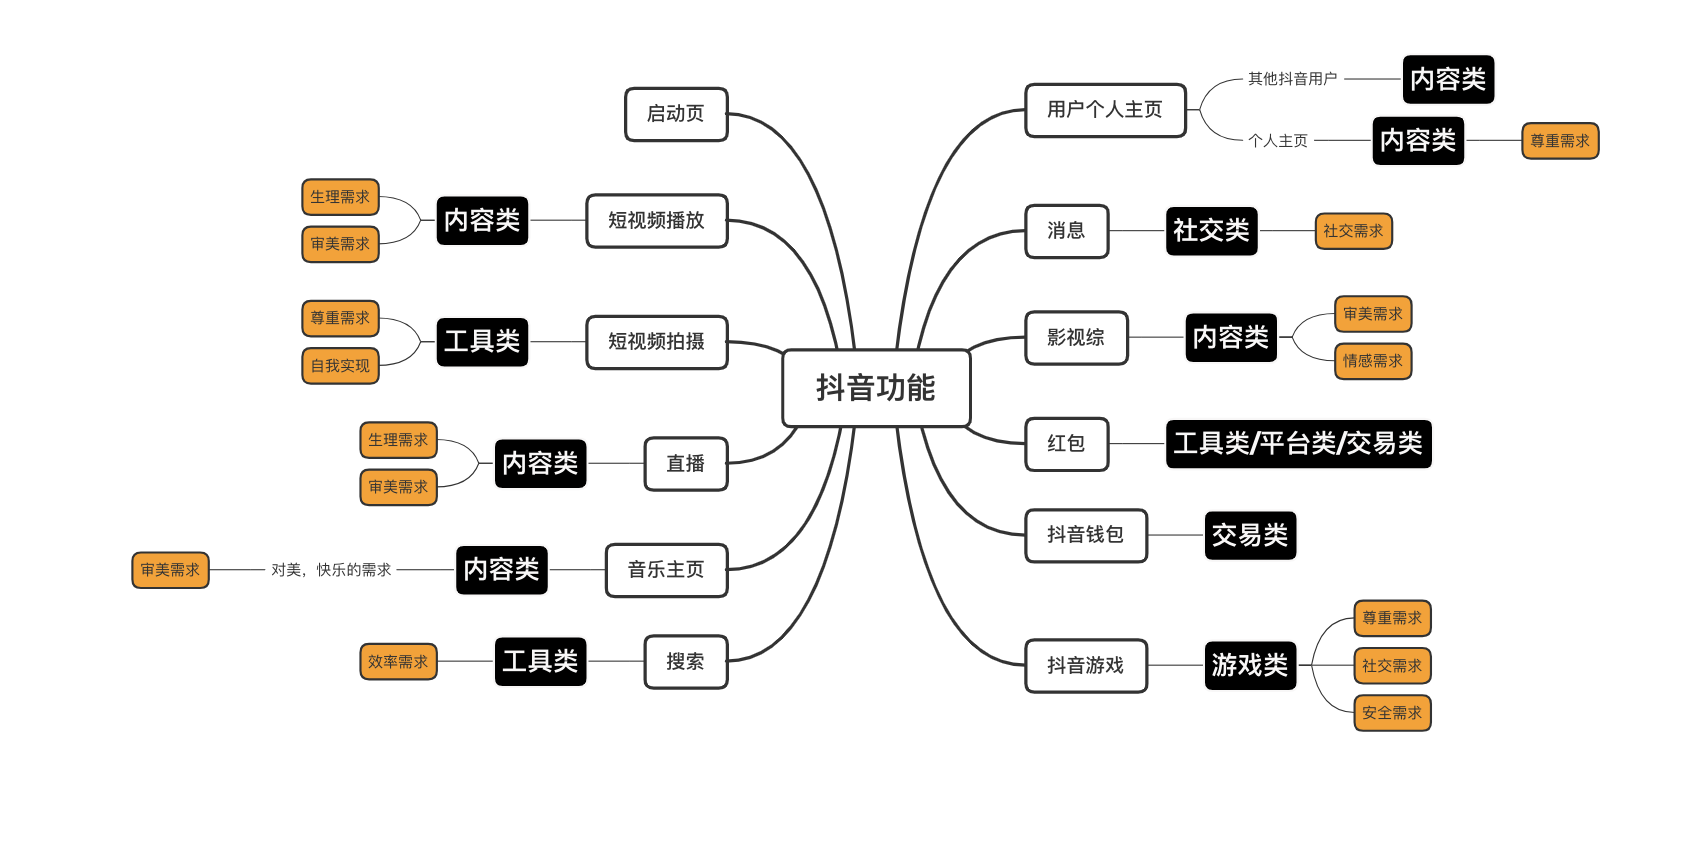 抖音功能
启动页
短视频播放
内容类
生理需求
审美需求
短视频拍摄
工具类
尊重需求
自我实现
直播
内容类
生理需求
审美需求
音乐主页
内容类
对美，快乐的需求
审美需求
搜索
工具类
效率需求
用户个人主页
其他抖音用户
内容类
个人主页
内容类
尊重需求
消息
社交类
社交需求
影视综
内容类
审美需求
情感需求
红包
工具类/平台类/交易类
抖音钱包
交易类
抖音游戏
游戏类
尊重需求
社交需求
安全需求